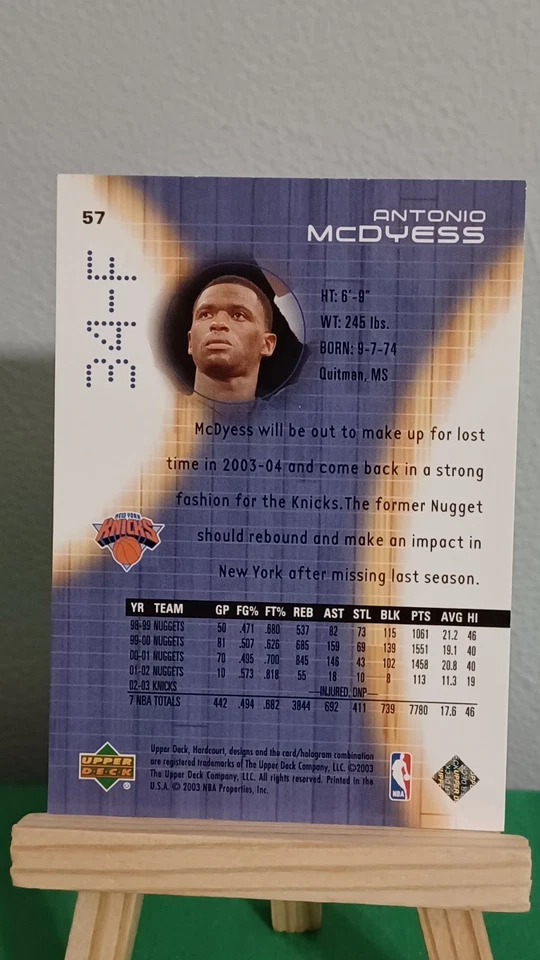 57
ANTONIO
McDYESS
34-F
HT: 6'-9"
WT: 245 lbs.
BORN: 9-7-74
Quitman, MS
McDyess will be out to make up for lost
time in 2003-04 and come back in a strong
fashion for the Knicks. The former Nugget
should rebound and make an impact in
New York after missing last season.
NEW YORK
KNICKS
YR TEAM GP FG% FT% REB AST STL BLK PTS AVG HI
98-99 NUGGETS 50 .471 .680 537 82 73 115 1061 21.2 46
99-00 NUGGETS 81 .507 .626 685 159 69 139 1551 19.1 40
00-01 NUGGETS 70 .495 .700 845 146 43 102 1458 20.8 40
01-02 NUGGETS 10 .573 .818 55 18 10 8 113 11.3 19
02-03 KNICKS —INJURED, DNP—
7 NBA TOTALS 442 .494 .682 3844 692 411 739 7780 17.6 46
UPPER
DECK
®
Upper Deck, Hardcourt, designs and the card/hologram combination
are registered trademarks of The Upper Deck Company, LLC. ©2003
The Upper Deck Company, LLC. All rights reserved. Printed in the
U.S.A. © 2003 NBA Properties, Inc.
NBA